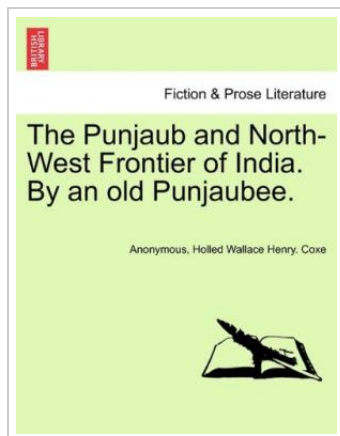 BRITISH
LIBRARY
Fiction & Prose Literature
The Punjaub and North-
West Frontier of India.
By an old Punjaubee.
Anonymous, Holled Wallace Henry. Coxe